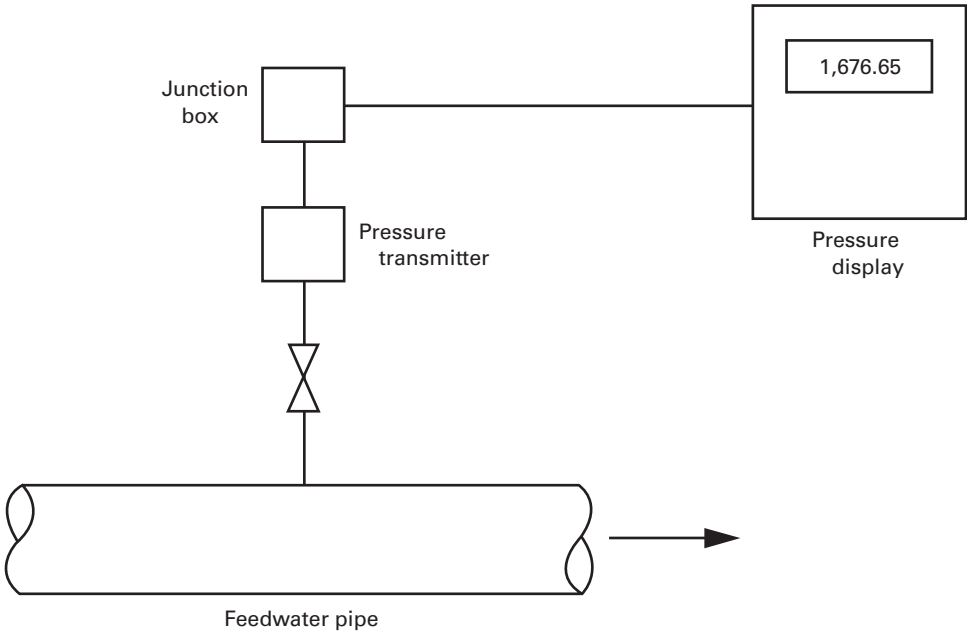 1,676.65
Junction
box
Pressure
transmitter
Pressure
display
Feedwater pipe